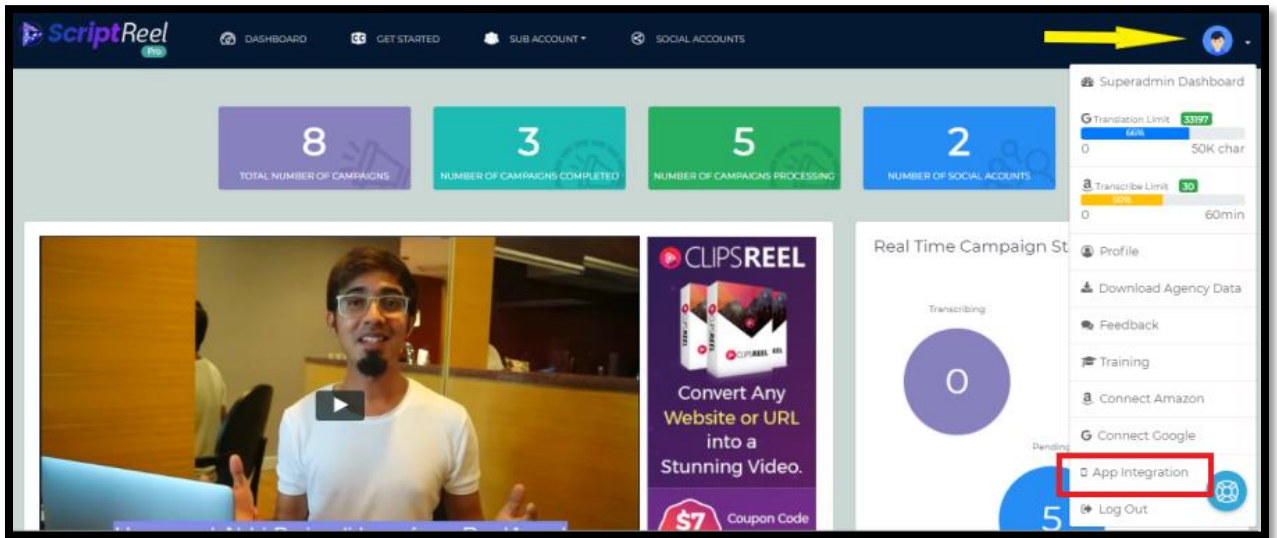 ScriptReel
Pro
DASHBOARD
GET STARTED
SUB ACCOUNT
SOCIAL ACCOUNTS
8
TOTAL NUMBER OF CAMPAIGNS
3
NUMBER OF CAMPAIGNS COMPLETED
5
NUMBER OF CAMPAIGNS PROCESSING
2
NUMBER OF SOCIAL ACOUNTS
Superadmin Dashboard
Translation Limit 33197
66%
0 50K char
Transcribe Limit 30
50%
0 60min
Profile
Download Agency Data
Feedback
Training
Connect Amazon
Connect Google
App Integration
Log Out
CLIPSREEL
Convert Any
Website or URL
into a
Stunning Video.
$7 Coupon Code
Real Time Campaign St
Transcribing
0
Pending
5